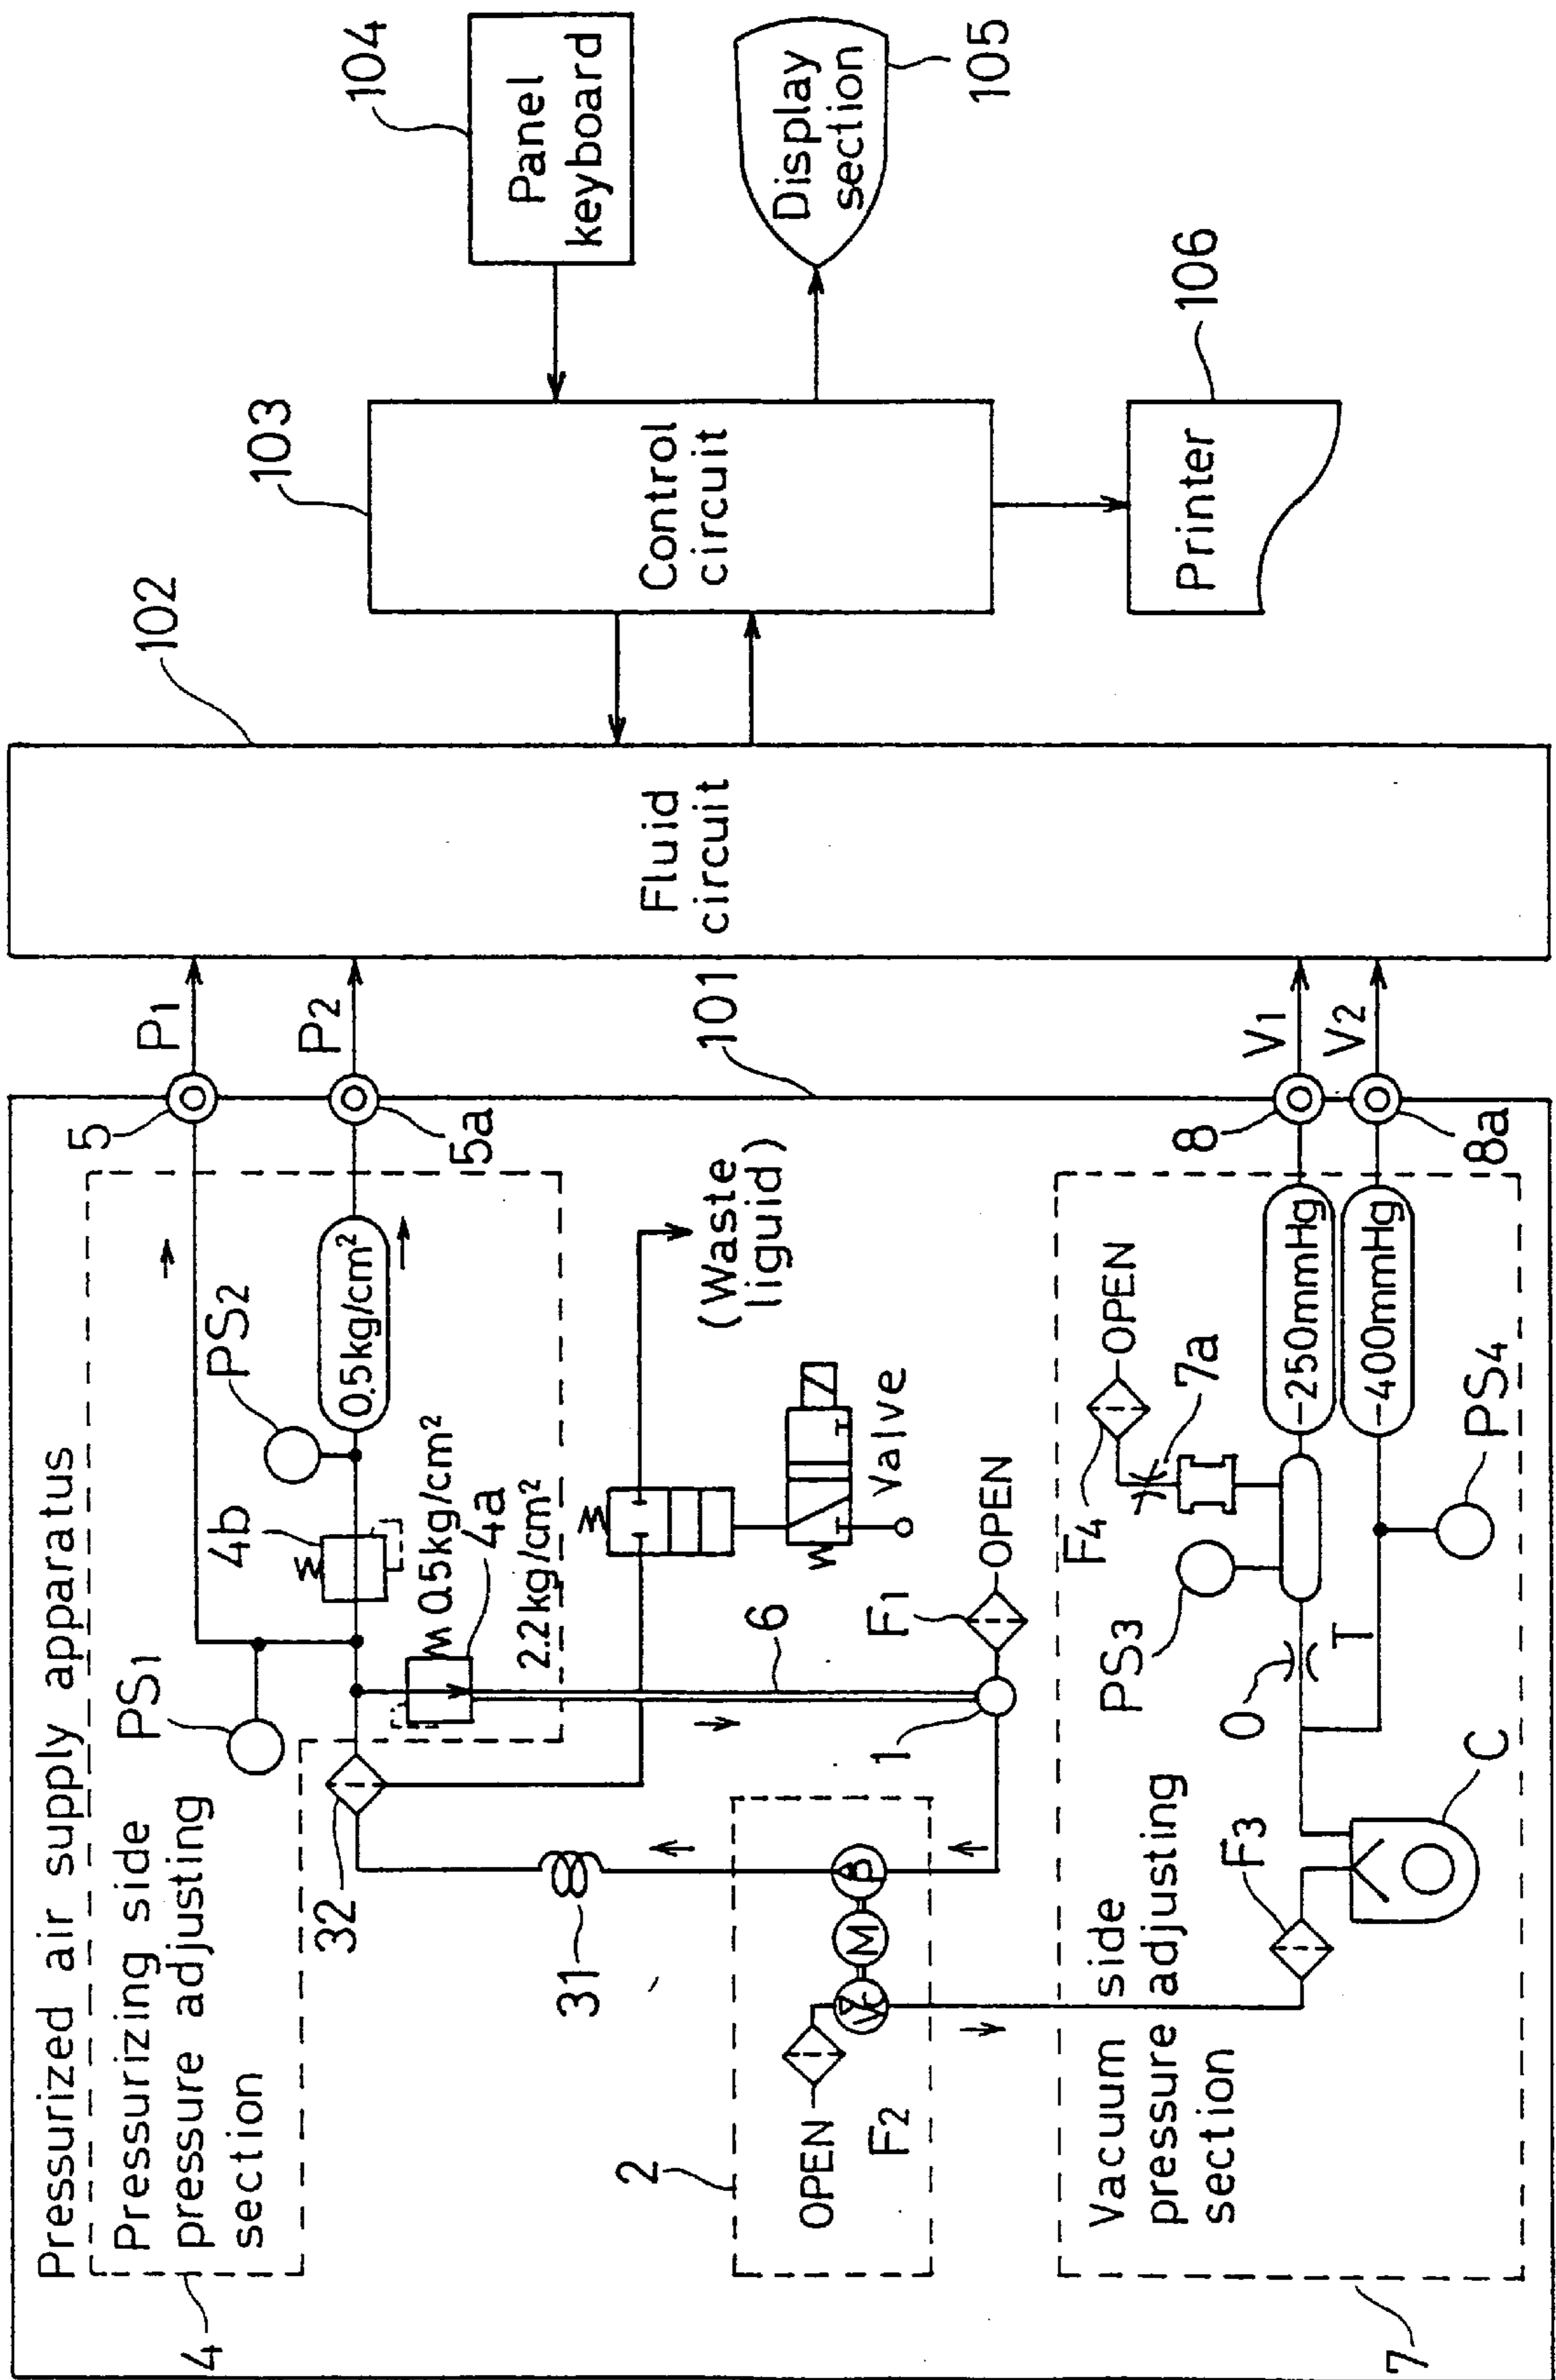 Pressurized air supply apparatus
Pressurizing side
pressure adjusting
section
4
PS1
PS2
4b
0.5kg/cm²
0.5kg/cm²
4a
2.2kg/cm²
5
5a
P1
P2
101
102
Fluid
circuit
103
Control
circuit
104
Panel
keyboard
Display
section
105
Printer
106
32
31
6
(Waste
liguid)
Valve
F1
OPEN
1
2
OPEN
F2
V
M
P
Vacuum side
pressure adjusting
section
7
F3
C
O
T
PS3
F4
OPEN
7a
-250mmHg
-400mmHg
PS4
8
8a
V1
V2